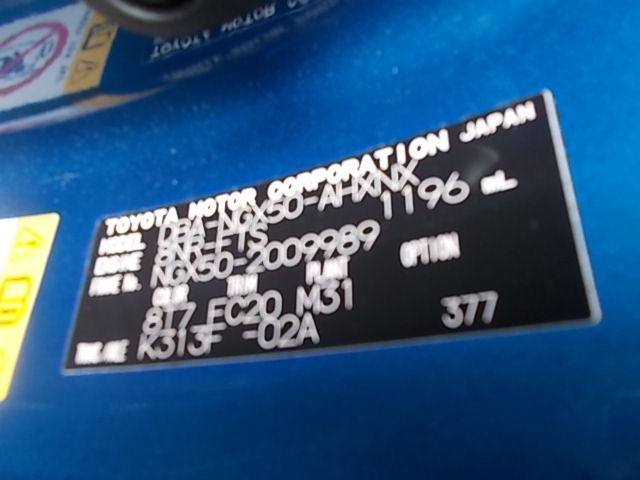 TOYOTA MOTOR CORPORATION JAPAN
MODEL DBA-NGX50-AHXNX
ENGINE 8NR-FTS 1196 mL
FRAME No. NGX50-2009989
COLOR TRIM PLANT OPTION
8T7 FC20 M31
TRANS./AXLE K313F -02A 377